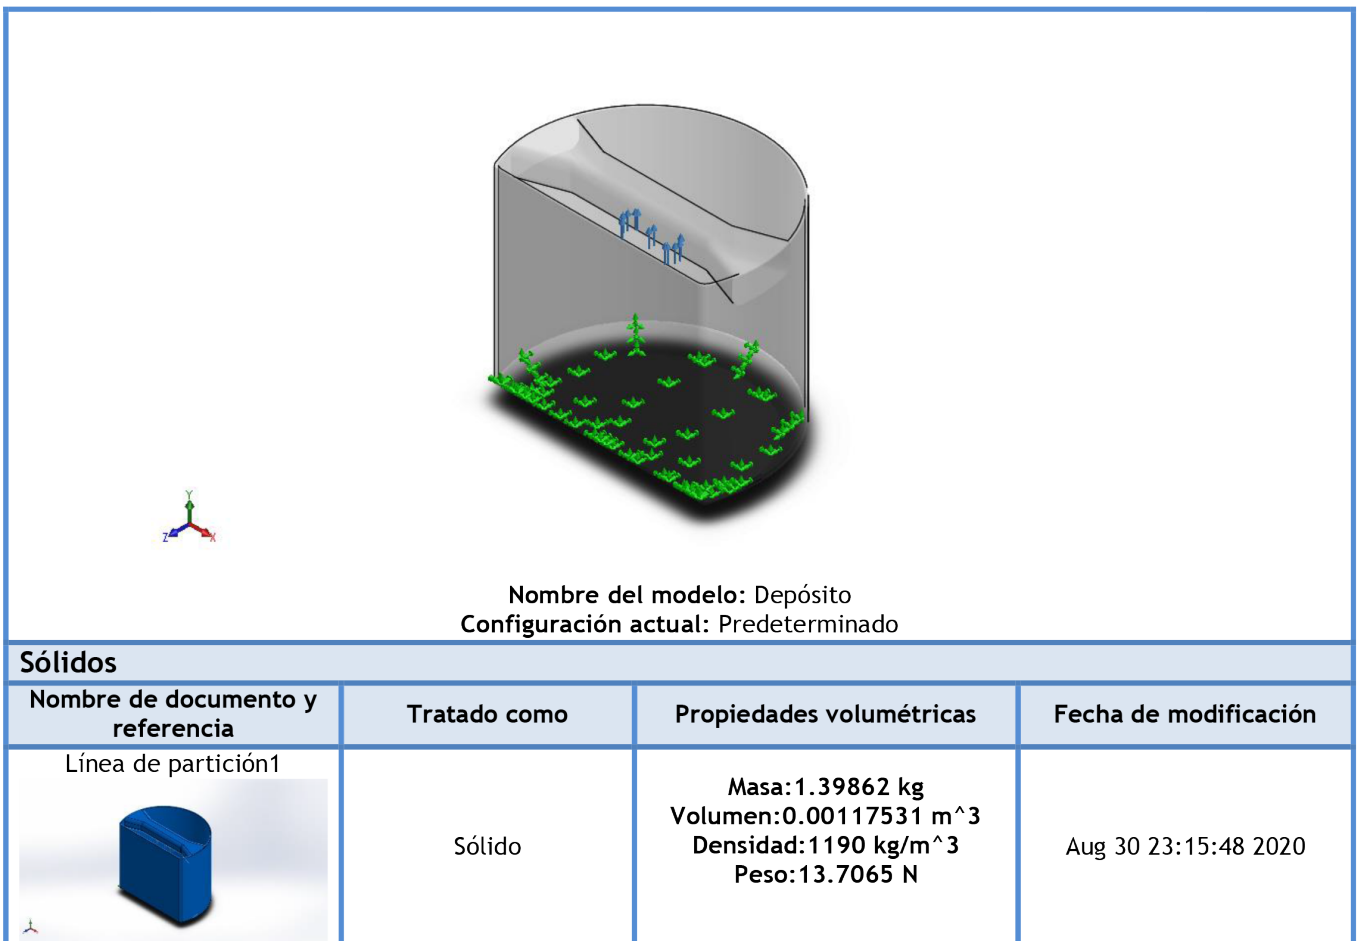 Y
Z
X
Nombre del modelo: Depósito
Configuración actual: Predeterminado
Sólidos
Nombre de documento y
referencia
Tratado como
Propiedades volumétricas
Fecha de modificación
Línea de partición1
Sólido
Masa:1.39862 kg
Volumen:0.00117531 m^3
Densidad:1190 kg/m^3
Peso:13.7065 N
Aug 30 23:15:48 2020